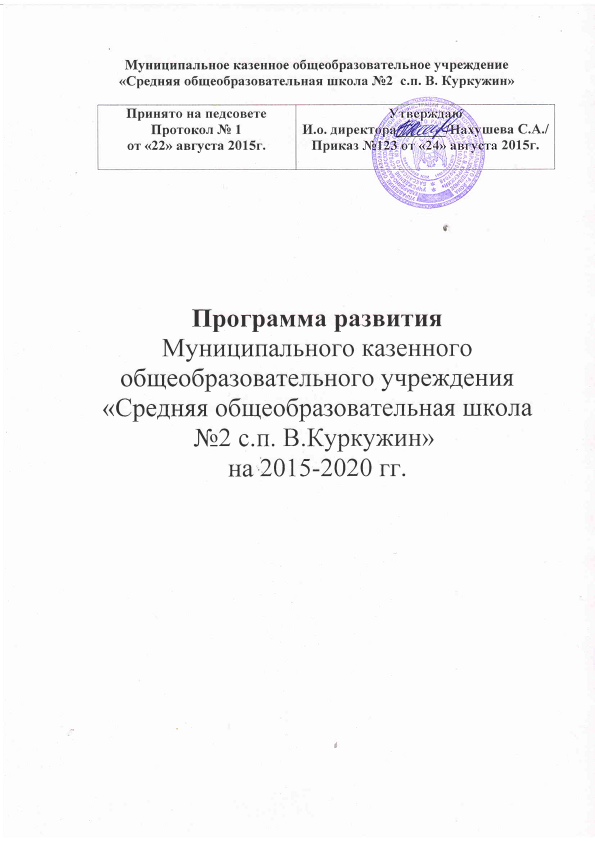 Муниципальное казенное общеобразовательное учреждение
«Средняя общеобразовательная школа №2 с.п. В. Куркужин»
Принято на педсовете
Протокол № 1
от «22» августа 2015г.
Утверждаю
И.о. директора Нахушева С.А./
Приказ №123 от «24» августа 2015г.
Программа развития
Муниципального казенного
общеобразовательного учреждения
«Средняя общеобразовательная школа
№2 с.п. В.Куркужин»
на 2015-2020 гг.